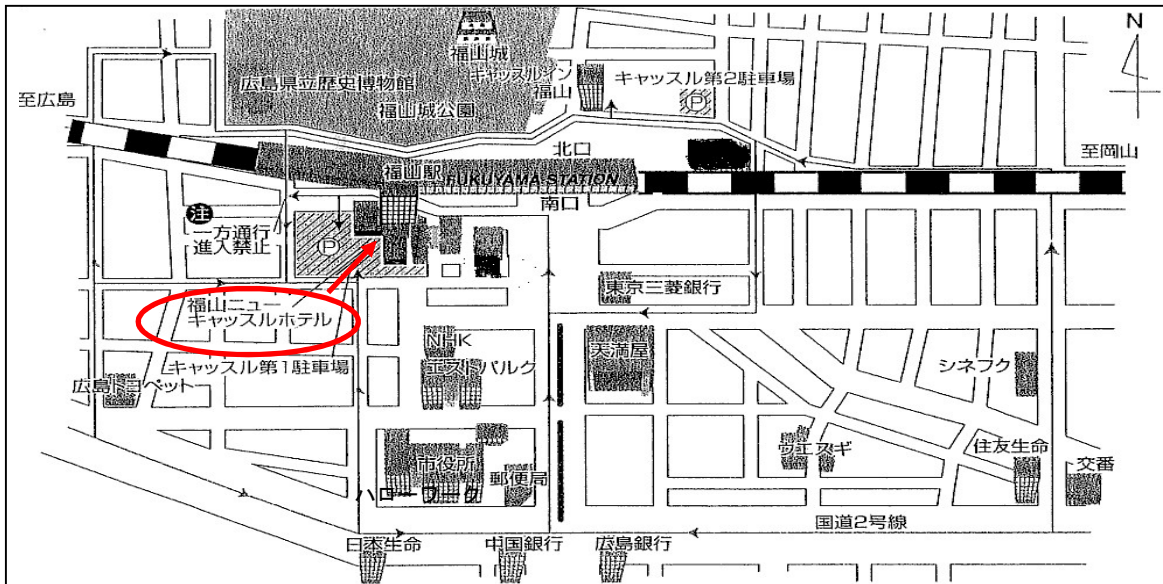 N
福山城
キャッスルイン
福山
キャッスル第2駐車場
P
広島県立歴史博物館
福山城公園
至広島
北口
至岡山
福山駅
FUKUYAMA STATION
南口
注
一方通行
進入禁止
P
東京三菱銀行
福山ニュー
キャッスルホテル
NHK
エストパルク
天満屋
キャッスル第1駐車場
シネフク
広島トヨペット
ウエスギ
住友生命
交番
市役所
郵便局
ハローワーク
国道2号線
日本生命
中国銀行
広島銀行